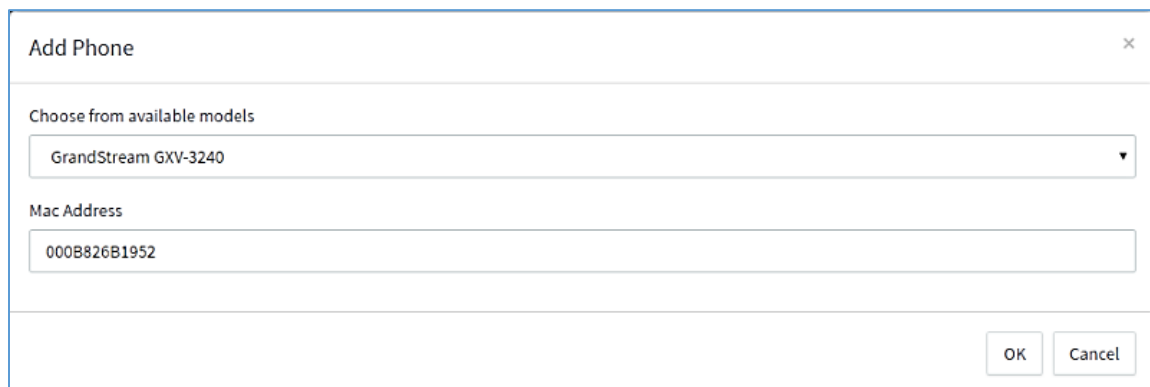 Add Phone
×
Choose from available models
GrandStream GXV-3240
Mac Address
000B826B1952
OK
Cancel